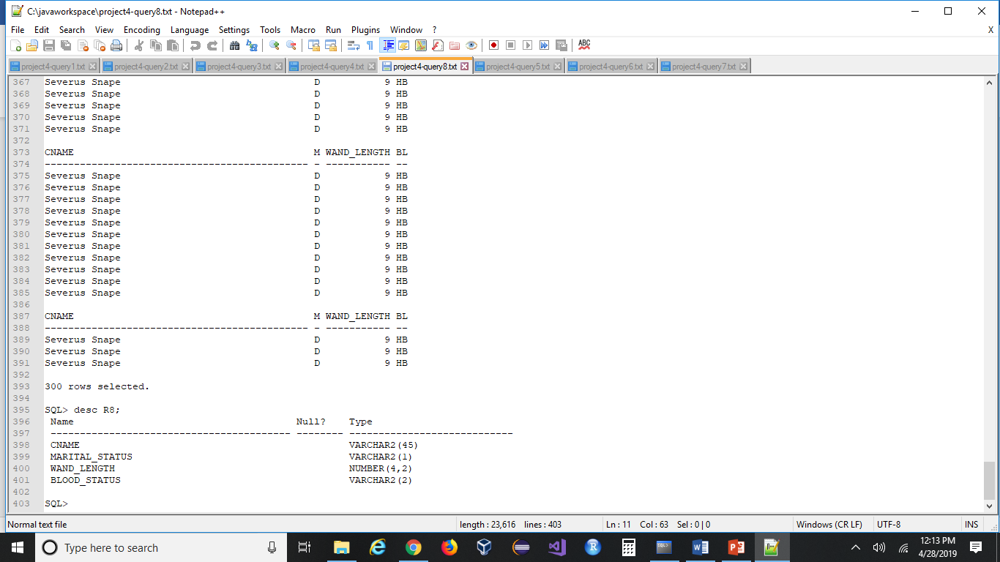 C:\javaworkspace\project4-query8.txt - Notepad++
File Edit Search View Encoding Language Settings Tools Macro Run Plugins Window ? X
ABC
project4-query1.txt project4-query2.txt project4-query3.txt project4-query4.txt project4-query8.txt project4-query5.txt project4-query6.txt project4-query7.txt
367 Severus Snape D 9 HB
368 Severus Snape D 9 HB
369 Severus Snape D 9 HB
370 Severus Snape D 9 HB
371 Severus Snape D 9 HB
372
373 CNAME M WAND_LENGTH BL
374 --------------------------------------------- - ----------- --
375 Severus Snape D 9 HB
376 Severus Snape D 9 HB
377 Severus Snape D 9 HB
378 Severus Snape D 9 HB
379 Severus Snape D 9 HB
380 Severus Snape D 9 HB
381 Severus Snape D 9 HB
382 Severus Snape D 9 HB
383 Severus Snape D 9 HB
384 Severus Snape D 9 HB
385 Severus Snape D 9 HB
386
387 CNAME M WAND_LENGTH BL
388 --------------------------------------------- - ----------- --
389 Severus Snape D 9 HB
390 Severus Snape D 9 HB
391 Severus Snape D 9 HB
392
393 300 rows selected.
394
395 SQL> desc R8;
396 Name Null? Type
397 ----------------------------------------- -------- ----------------------------
398 CNAME VARCHAR2(45)
399 MARITAL_STATUS VARCHAR2(1)
400 WAND_LENGTH NUMBER(4,2)
401 BLOOD_STATUS VARCHAR2(2)
402
403 SQL>
Normal text file length : 23,616 lines : 403 Ln : 11 Col : 63 Sel : 0 | 0 Windows (CR LF) UTF-8 INS
Type here to search 12:13 PM
4/28/2019